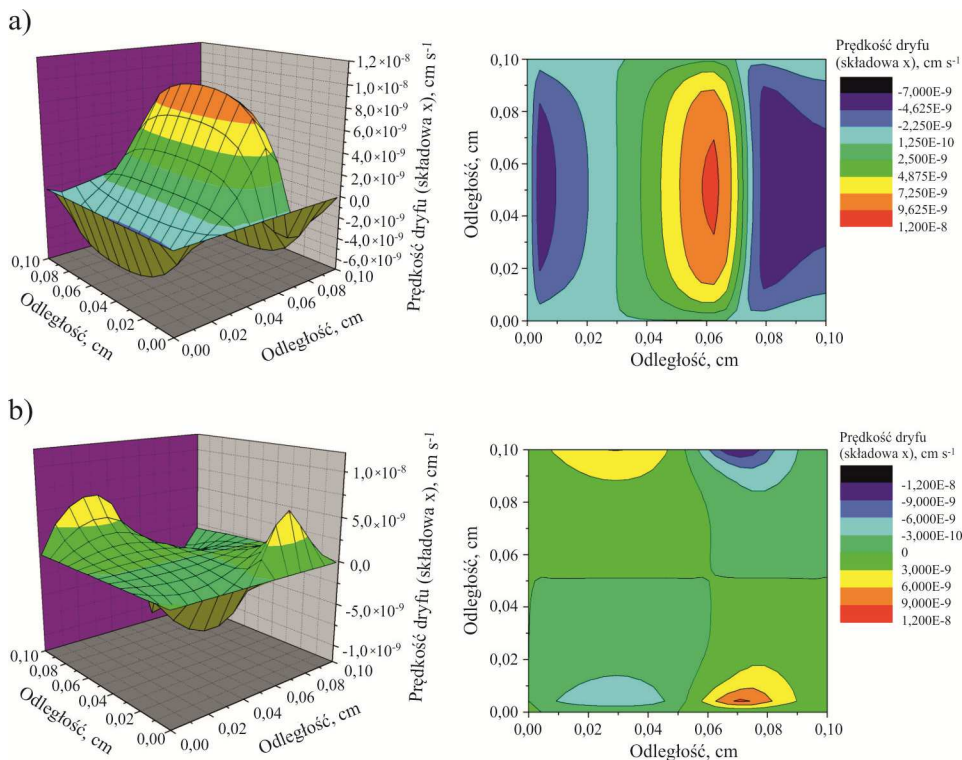 a)
1,2×10⁻⁸
1,0×10⁻⁸
8,0×10⁻⁹
6,0×10⁻⁹
4,0×10⁻⁹
2,0×10⁻⁹
0,0
-2,0×10⁻⁹
-4,0×10⁻⁹
-6,0×10⁻⁹
Prędkość dryfu (składowa x), cm s⁻¹
0,10
0,08
0,06
0,04
0,02
0,00
Odległość, cm
0,00
0,02
0,04
0,06
0,08
0,10
Odległość, cm
0,10
0,08
0,06
0,04
0,02
0,00
Odległość, cm
0,00 0,02 0,04 0,06 0,08 0,10
Odległość, cm
Prędkość dryfu
(składowa x), cm s⁻¹
-7,000E-9
-4,625E-9
-2,250E-9
1,250E-10
2,500E-9
4,875E-9
7,250E-9
9,625E-9
1,200E-8
b)
1,0×10⁻⁸
5,0×10⁻⁹
0,0
-5,0×10⁻⁹
-1,0×10⁻⁹
Prędkość dryfu (składowa x), cm s⁻¹
0,10
0,08
0,06
0,04
0,02
0,00
Odległość, cm
0,00
0,02
0,04
0,06
0,08
0,10
Odległość, cm
0,10
0,08
0,06
0,04
0,02
0,00
Odległość, cm
0,00 0,02 0,04 0,06 0,08 0,10
Odległość, cm
Prędkość dryfu
(składowa x), cm s⁻¹
-1,200E-8
-9,000E-9
-6,000E-9
-3,000E-10
0
3,000E-9
6,000E-9
9,000E-9
1,200E-8